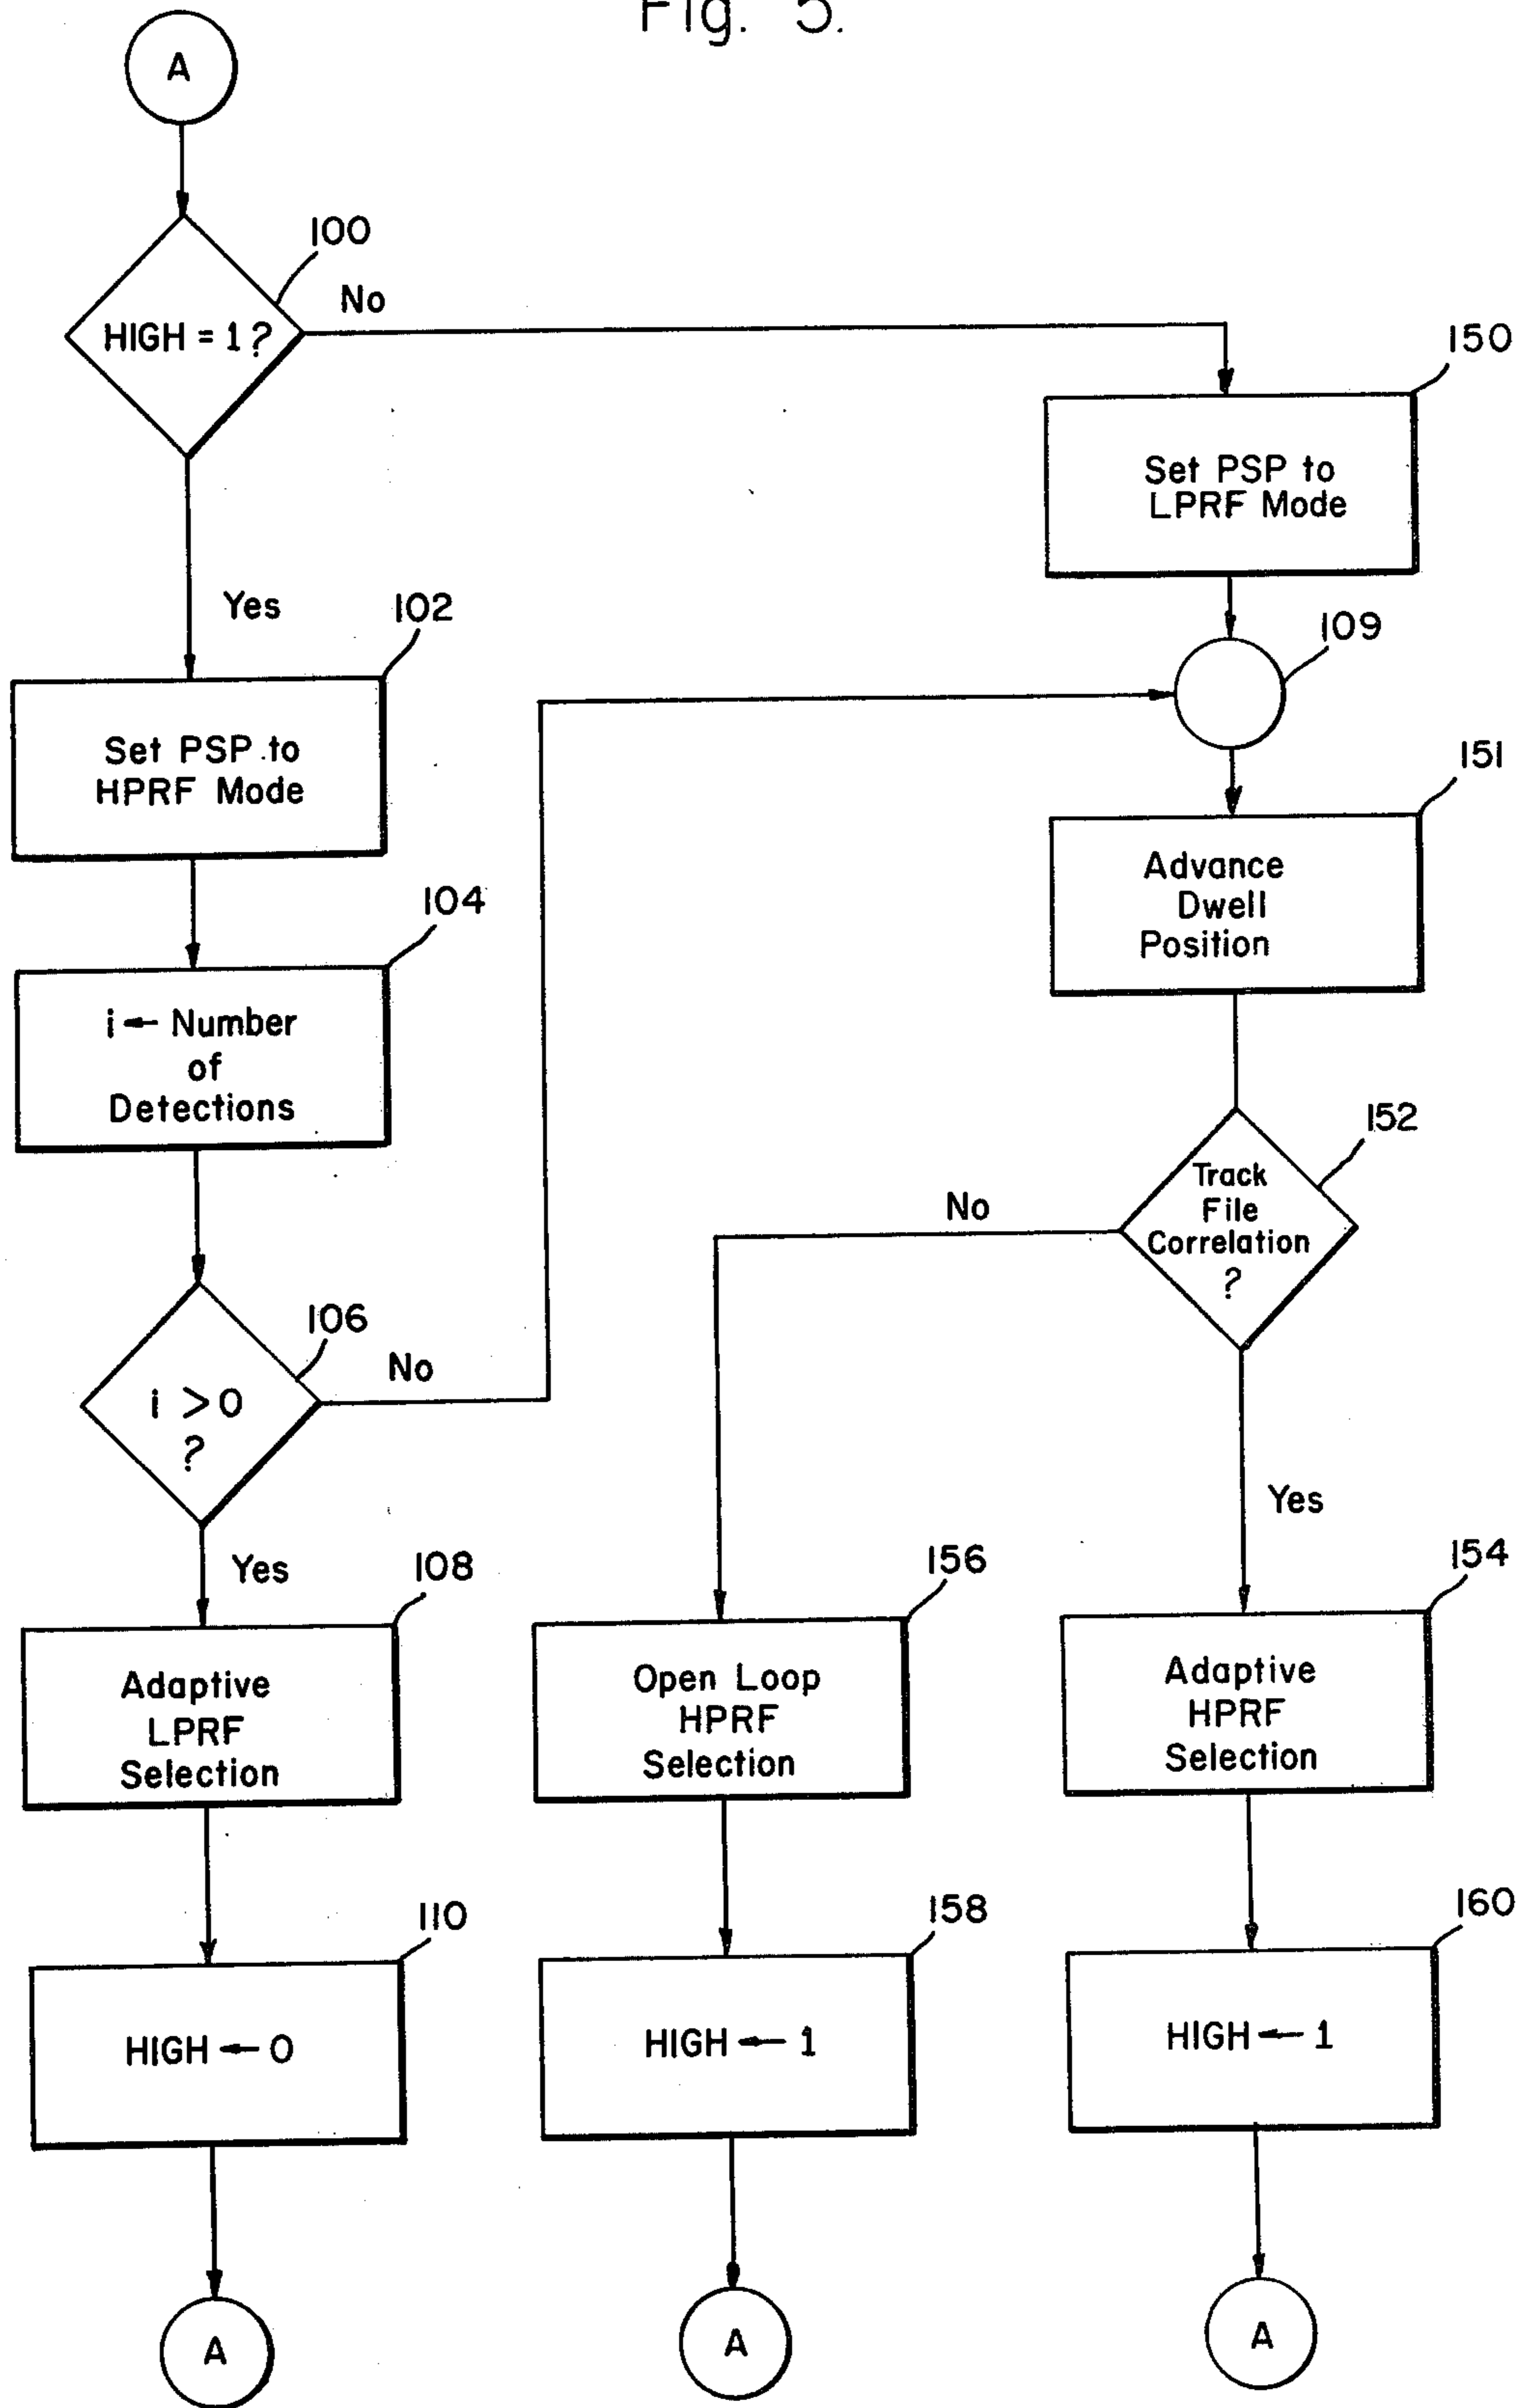 Fig. 5.
A
100
HIGH = 1?
No
150
Set PSP to
LPRF Mode
Yes
102
109
Set PSP to
HPRF Mode
151
Advance
Dwell
Position
104
i ← Number
of
Detections
152
Track
File
Correlation
?
No
106
No
i > 0
?
Yes
Yes
108
156
154
Adaptive
LPRF
Selection
Open Loop
HPRF
Selection
Adaptive
HPRF
Selection
110
158
160
HIGH ← 0
HIGH ← 1
HIGH ← 1
A
A
A